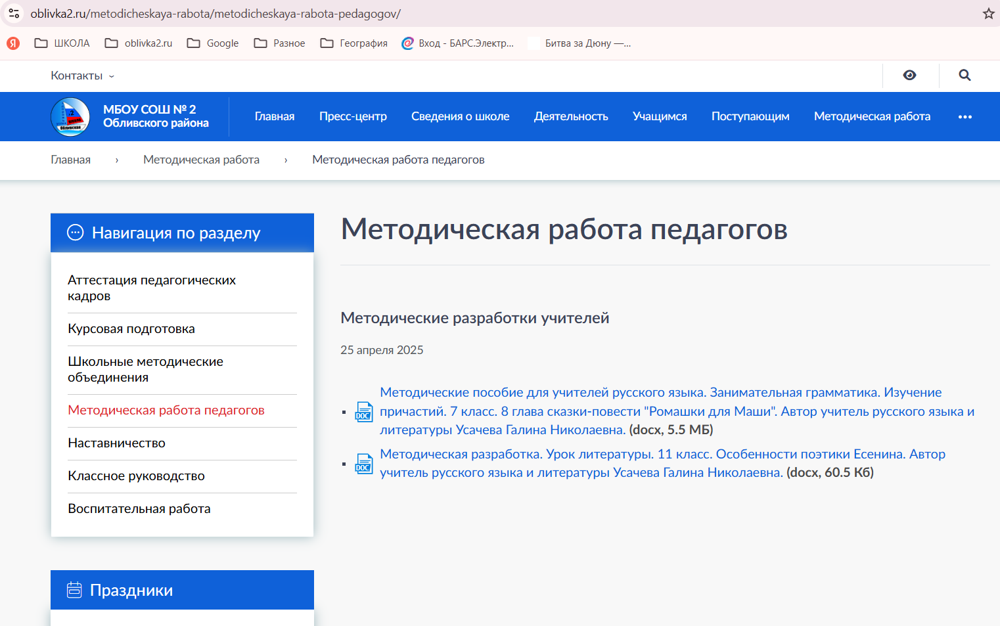 oblivka2.ru/metodicheskaya-rabota/metodicheskaya-rabota-pedagogov/
Я ШКОЛА oblivka2.ru Google Разное География Вход - БАРС.Электр... Битва за Дюну —...
Контакты
МБОУ СОШ № 2
Обливского района
Главная Пресс-центр Сведения о школе Деятельность Учащимся Поступающим Методическая работа
Главная › Методическая работа › Методическая работа педагогов
Навигация по разделу
Аттестация педагогических
кадров
Курсовая подготовка
Школьные методические
объединения
Методическая работа педагогов
Наставничество
Классное руководство
Воспитательная работа
Праздники
Методическая работа педагогов
Методические разработки учителей
25 апреля 2025
Методические пособие для учителей русского языка. Занимательная грамматика. Изучение
DOC причастий. 7 класс. 8 глава сказки-повести "Ромашки для Маши". Автор учитель русского языка и
литературы Усачева Галина Николаевна. (docx, 5.5 МБ)
Методическая разработка. Урок литературы. 11 класс. Особенности поэтики Есенина. Автор
DOC учитель русского языка и литературы Усачева Галина Николаевна. (docx, 60.5 Кб)